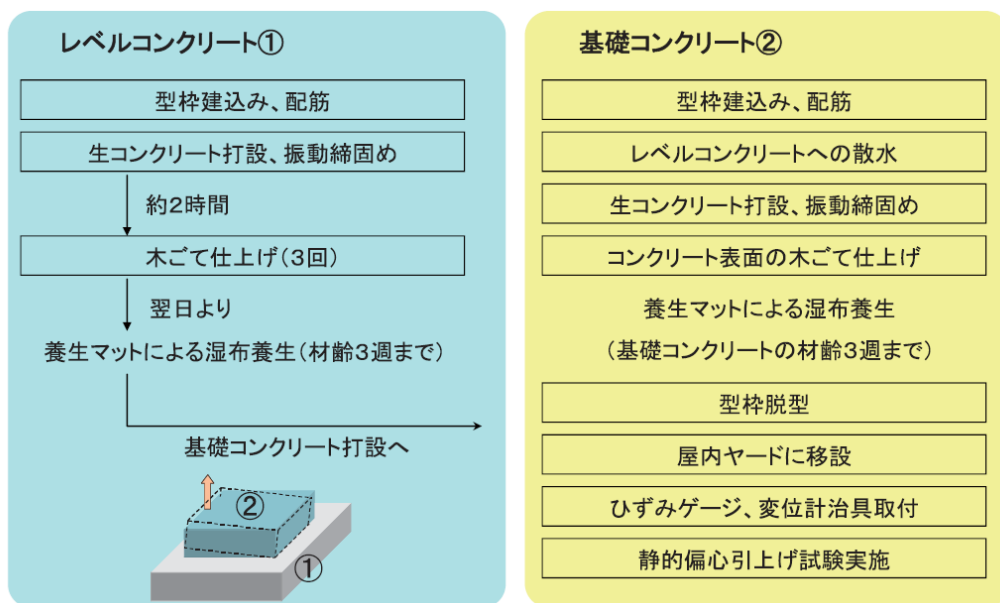 レベルコンクリート①
型枠建込み、配筋
生コンクリート打設、振動締固め
約2時間
木ごて仕上げ(3回)
翌日より
養生マットによる湿布養生(材齢3週まで)
基礎コンクリート打設へ
②
①
基礎コンクリート②
型枠建込み、配筋
レベルコンクリートへの散水
生コンクリート打設、振動締固め
コンクリート表面の木ごて仕上げ
養生マットによる湿布養生
(基礎コンクリートの材齢3週まで)
型枠脱型
屋内ヤードに移設
ひずみゲージ、変位計治具取付
静的偏心引上げ試験実施